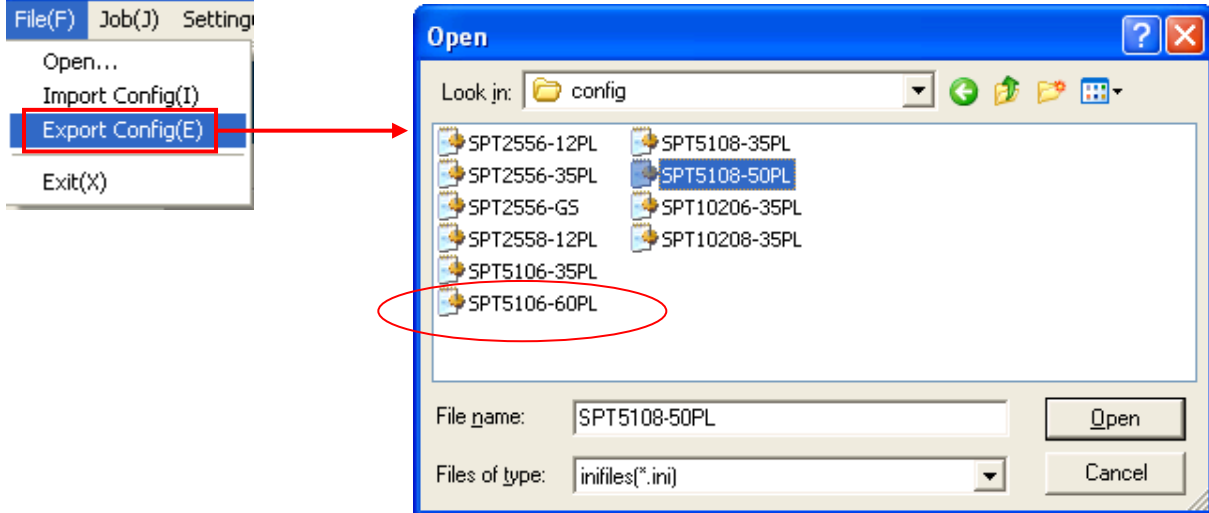 File(F) Job(J) Setting
Open...
Import Config(I)
Export Config(E)
Exit(X)
Open
Look in: config
SPT2556-12PL SPT5108-35PL
SPT2556-35PL SPT5108-50PL
SPT2556-GS SPT10206-35PL
SPT2558-12PL SPT10208-35PL
SPT5106-35PL
SPT5106-60PL
File name: SPT5108-50PL Open
Files of type: inifiles(*.ini) Cancel